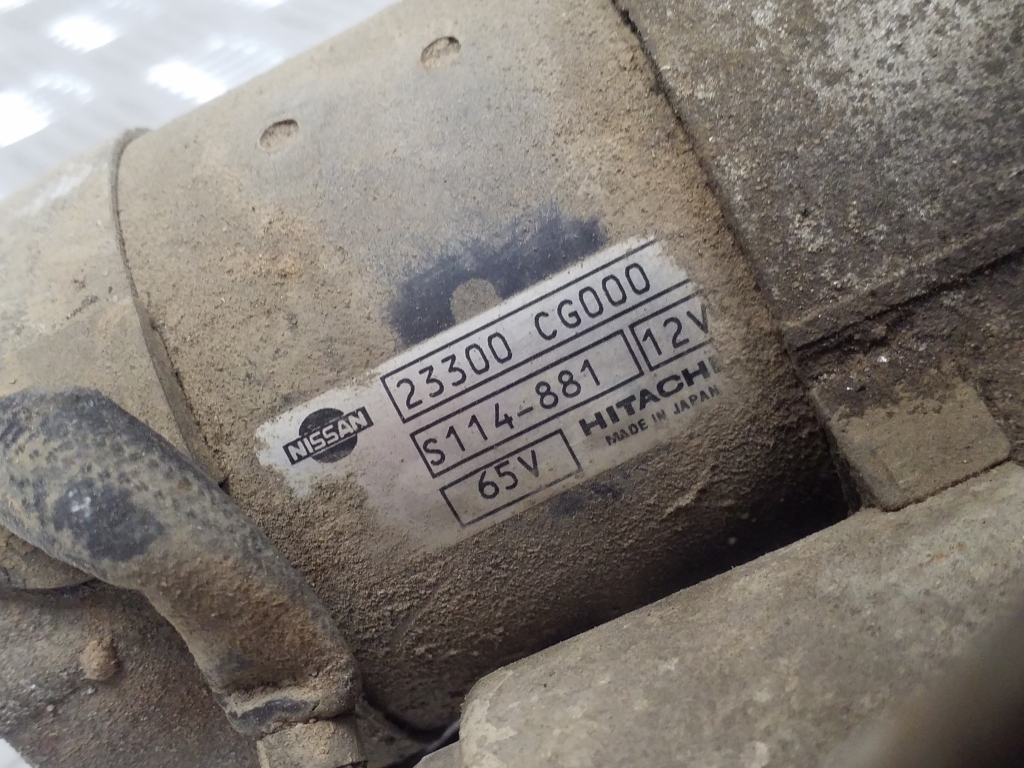 NISSAN
23300 CG000
S114-881 12V
65V HITACHI
MADE IN JAPAN